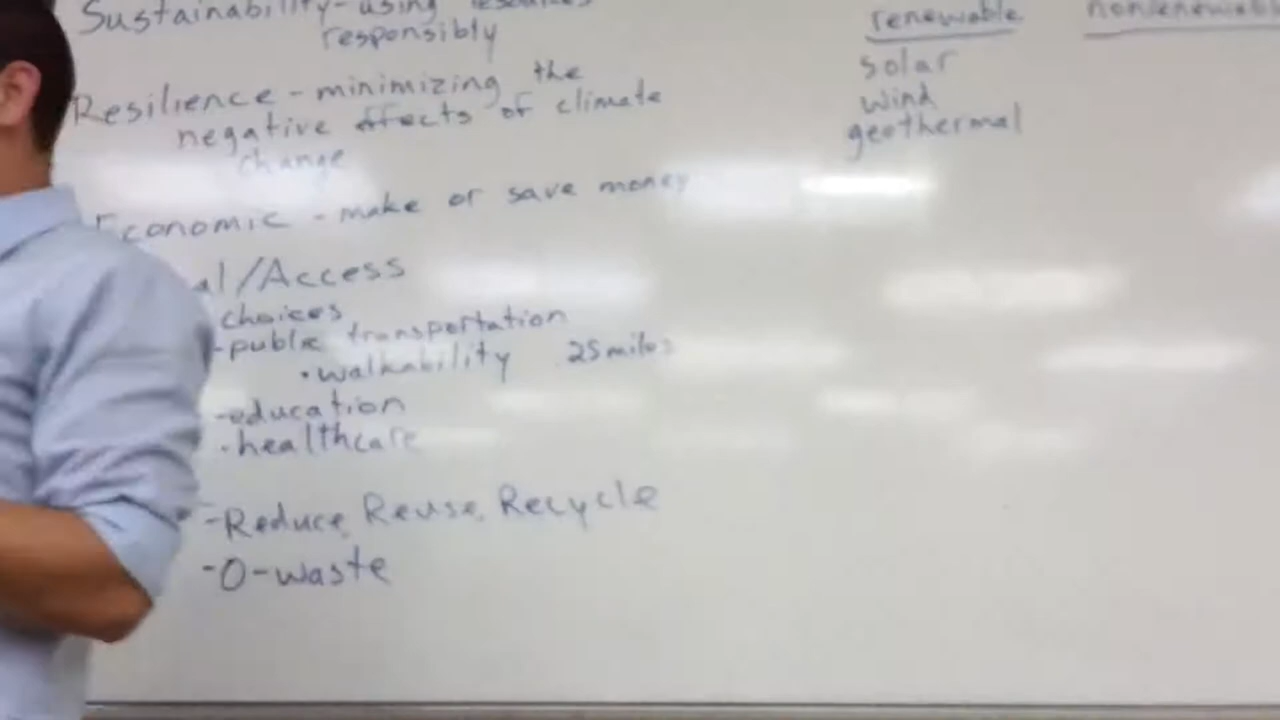 Sustainability- using resources
responsibly
Resilience - minimizing the
negative effects of climate
change
Economic - make or save money
al/Access
choices
-public transportation
•walkability 25 miles
-education
-healthcare
-Reduce, Reuse, Recycle
-0-waste
renewable
solar
wind
geothermal
nonrenewable